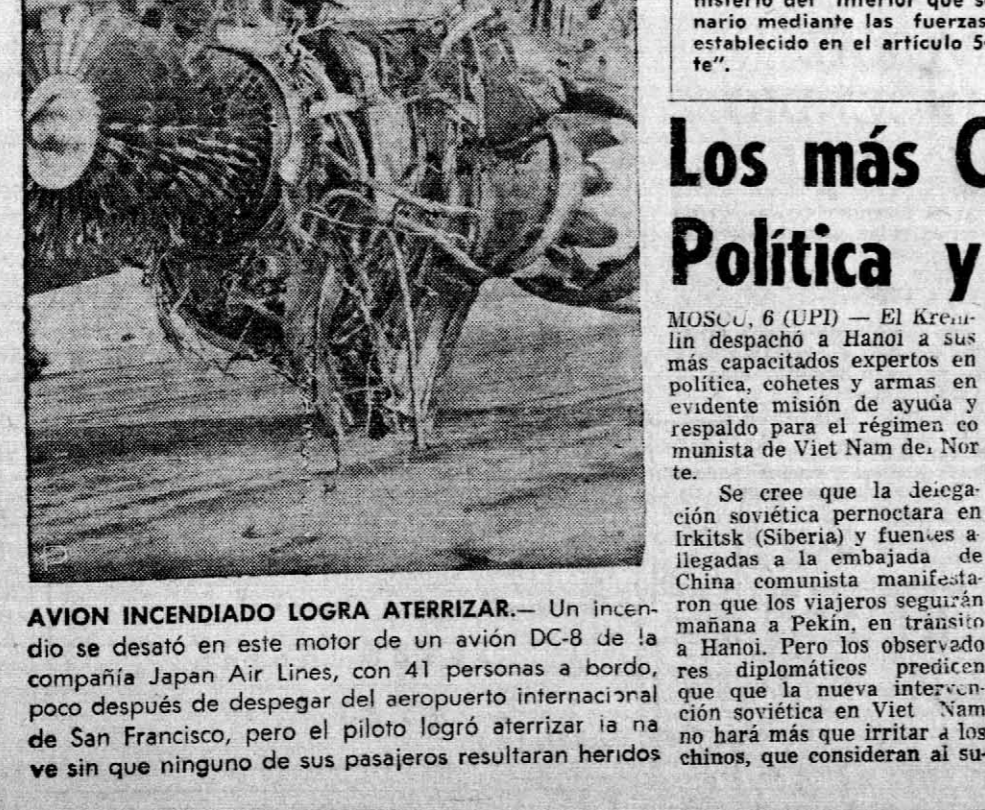 AVION INCENDIADO LOGRA ATERRIZAR.— Un incen-
dio se desató en este motor de un avión DC-8 de la
compañía Japan Air Lines, con 41 personas a bordo,
poco después de despegar del aeropuerto internacional
de San Francisco, pero el piloto logró aterrizar la na
ve sin que ninguno de sus pasajeros resultaran heridos
nario mediante las fuerzas
establecido en el artículo 5
te".
Los más C
Política y
MOSCU, 6 (UPI) — El Krem-
lin despachó a Hanoi a sus
más capacitados expertos en
política, cohetes y armas en
evidente misión de ayuda y
respaldo para el régimen co
munista de Viet Nam del Nor
te.
Se cree que la delega-
ción soviética pernoctara en
Irkitsk (Siberia) y fuentes a
llegadas a la embajada de
China comunista manifesta-
ron que los viajeros seguirán
mañana a Pekín, en tránsito
a Hanoi. Pero los observado
res diplomáticos predicen
que que la nueva interven-
ción soviética en Viet Nam
no hará más que irritar a los
chinos, que consideran al su-